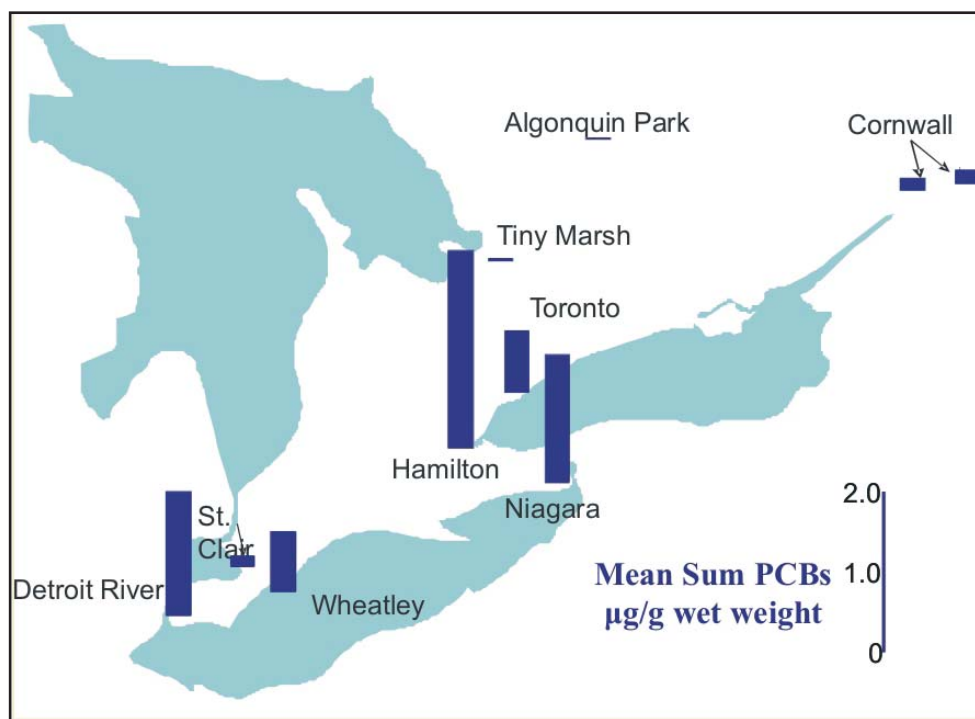 Algonquin Park
Cornwall
Tiny Marsh
Toronto
Hamilton
Niagara
St.
Clair
Detroit River
Wheatley
2.0
1.0
0
Mean Sum PCBs
µg/g wet weight